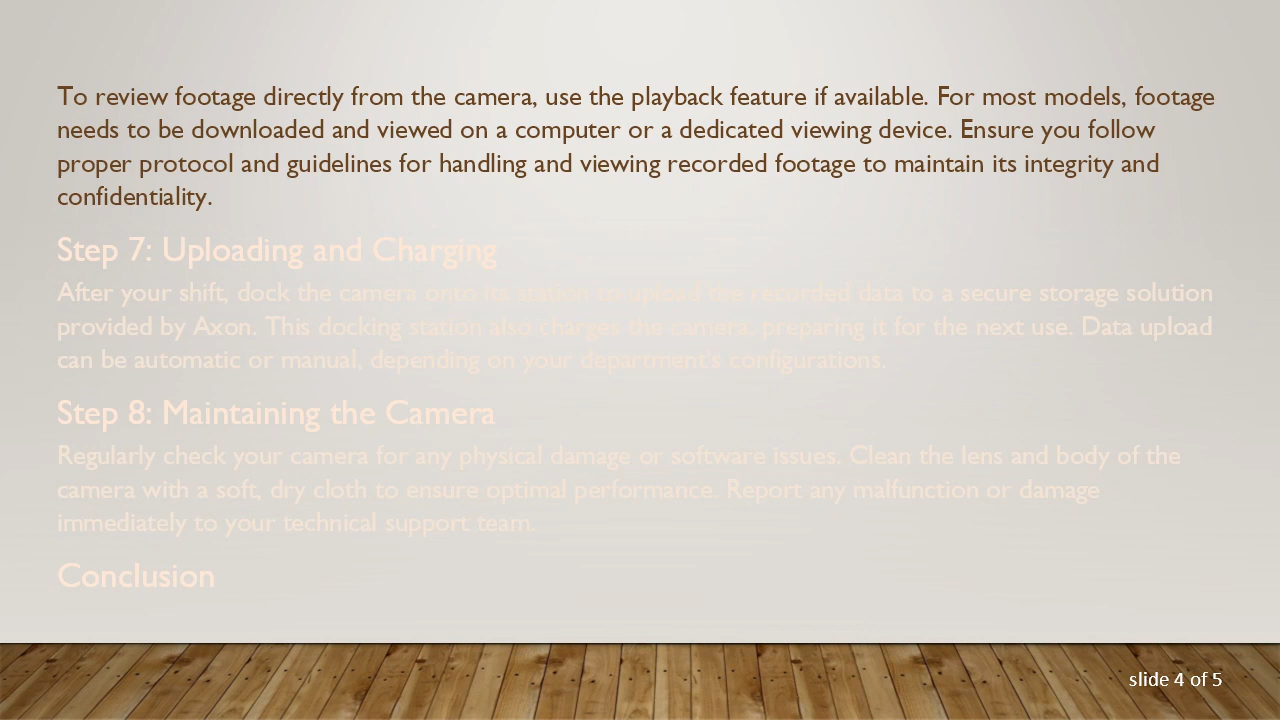 To review footage directly from the camera, use the playback feature if available. For most models, footage
needs to be downloaded and viewed on a computer or a dedicated viewing device. Ensure you follow
proper protocol and guidelines for handling and viewing recorded footage to maintain its integrity and
confidentiality.
Step 7: Uploading and Charging
After your shift, dock the camera onto its station to upload the recorded data to a secure storage solution
provided by Axon. This docking station also charges the camera, preparing it for the next use. Data upload
can be automatic or manual, depending on your department's configurations.
Step 8: Maintaining the Camera
Regularly check your camera for any physical damage or software issues. Clean the lens and body of the
camera with a soft, dry cloth to ensure optimal performance. Report any malfunction or damage
immediately to your technical support team.
Conclusion
slide 4 of 5